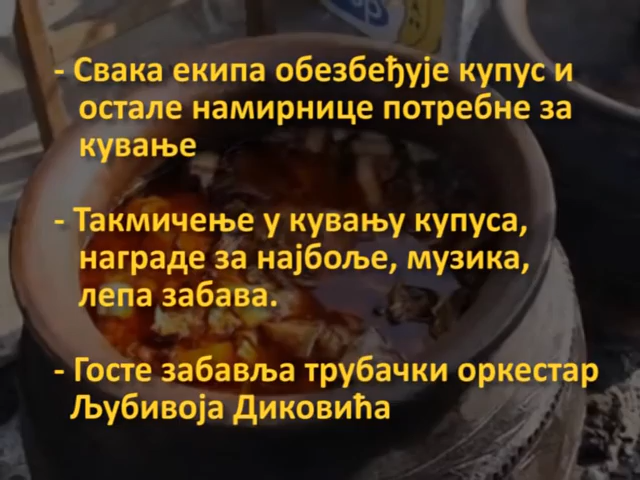 - Свака екипа обезбеђује купус и
остале намирнице потребне за
кување
- Такмичење у кувању купуса,
награде за најбоље, музика,
лепа забава.
- Госте забавља трубачки оркестар
Љубивоја Диковића